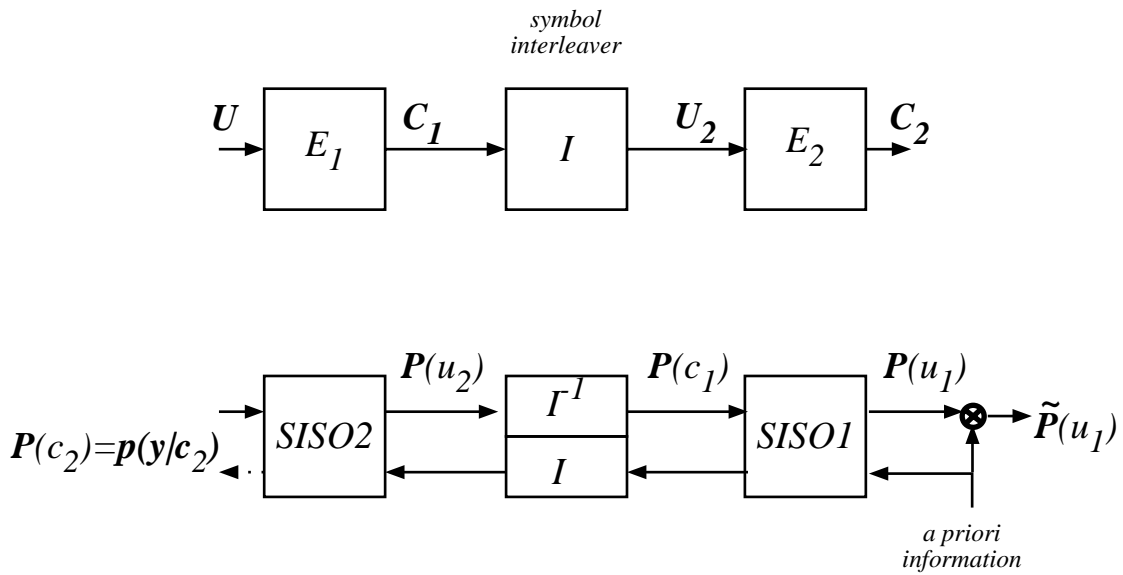 symbol
interleaver
U
E1
C1
I
U2
E2
C2
P(u2)
P(c1)
P(u1)
SISO2
I-1
SISO1
P̃(u1)
P(c2)=p(y/c2)
I
a priori
information